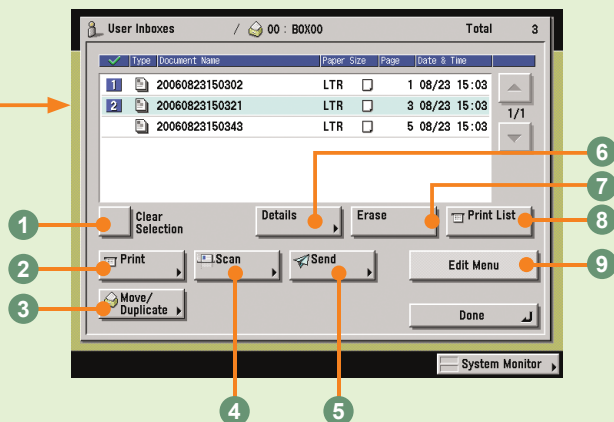 User Inboxes / 00 : BOX00 Total 3
Type Document Name Paper Size Page Date & Time
1 20060823150302 LTR 1 08/23 15:03
2 20060823150321 LTR 3 08/23 15:03
20060823150343 LTR 5 08/23 15:03
1/1
6
7
1 Clear Selection Details Erase Print List 8
2 Print Scan Send Edit Menu 9
3 Move/
Duplicate
Done
System Monitor
4 5